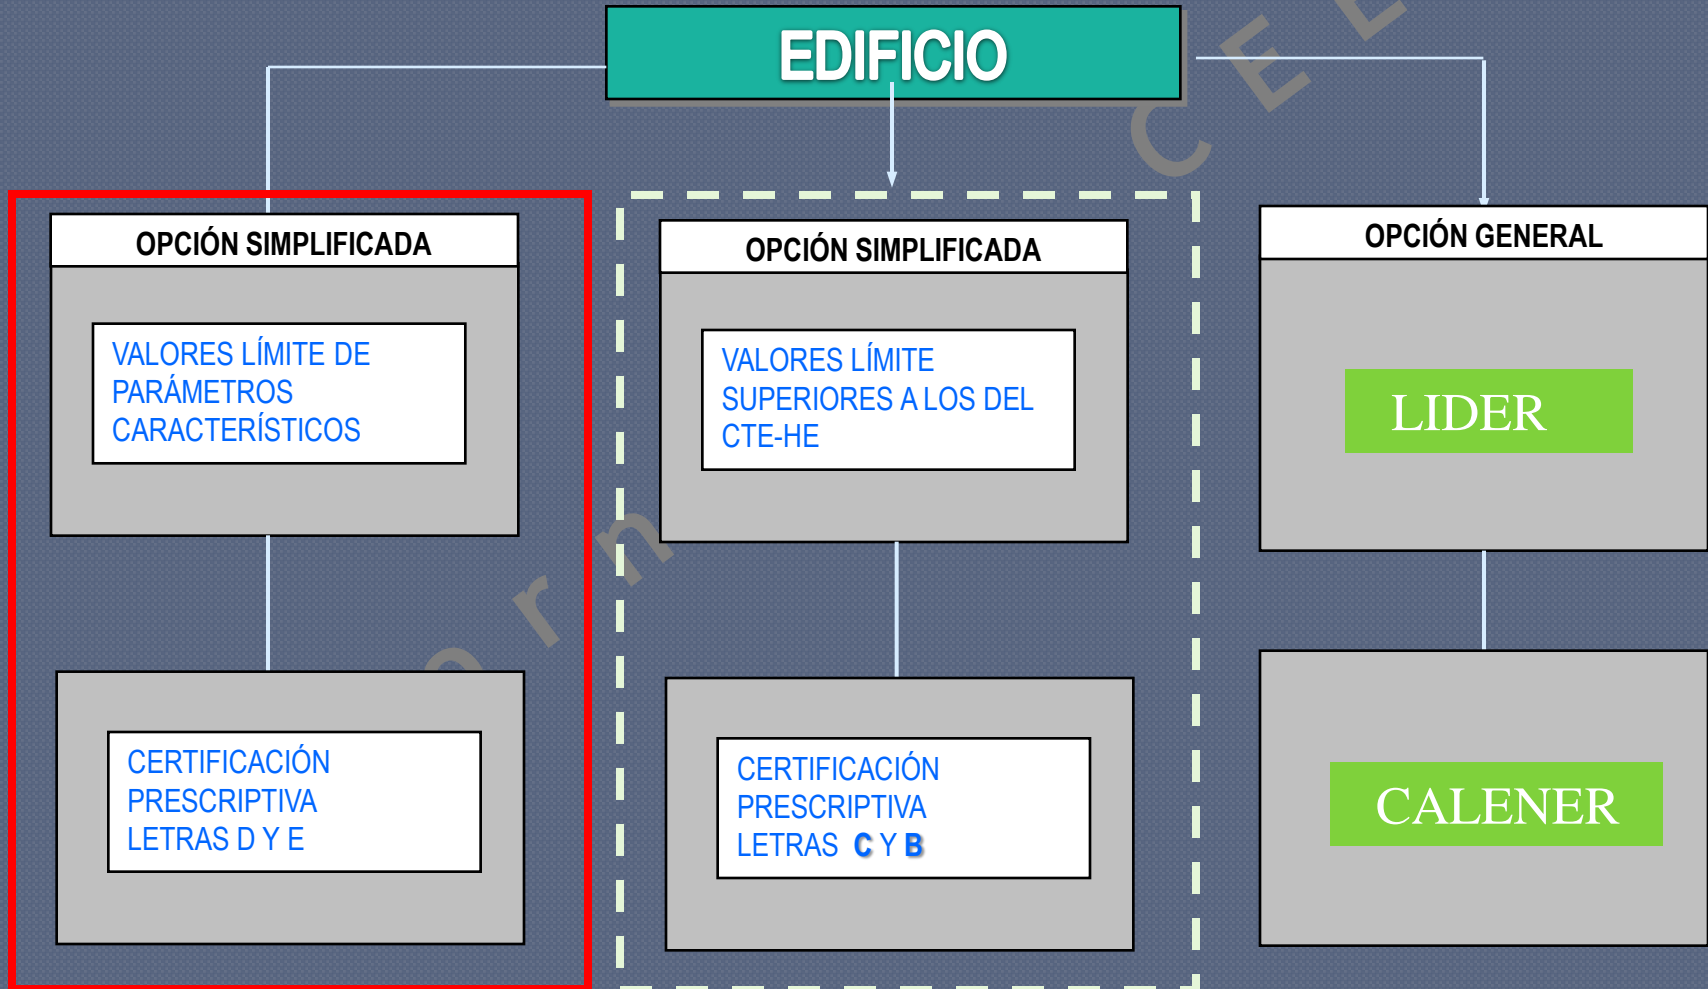 EDIFICIO
OPCIÓN SIMPLIFICADA
VALORES LÍMITE DE
PARÁMETROS
CARACTERÍSTICOS
CERTIFICACIÓN
PRESCRIPTIVA
LETRAS D Y E
OPCIÓN SIMPLIFICADA
VALORES LÍMITE
SUPERIORES A LOS DEL
CTE-HE
CERTIFICACIÓN
PRESCRIPTIVA
LETRAS C Y B
OPCIÓN GENERAL
LIDER
CALENER